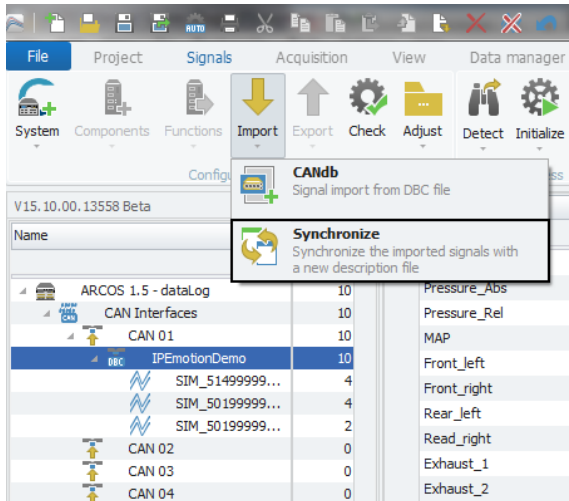 AUTO
File Project Signals Acquisition View Data manager
System Components Functions Import Export Check Adjust Detect Initialize
Configu
ss
CANdb
Signal import from DBC file
V15.10.00.13558 Beta
Synchronize
Synchronize the imported signals with
a new description file
Name
ARCOS 1.5 - dataLog 10 Pressure_Abs
CAN Interfaces 10 Pressure_Rel
CAN 01 10 MAP
DBC IPEmotionDemo 10 Front_left
SIM_51499999... 4 Front_right
SIM_50199999... 4 Rear_left
SIM_50199999... 2 Read_right
CAN 02 0
CAN 03 0 Exhaust_1
CAN 04 0 Exhaust_2